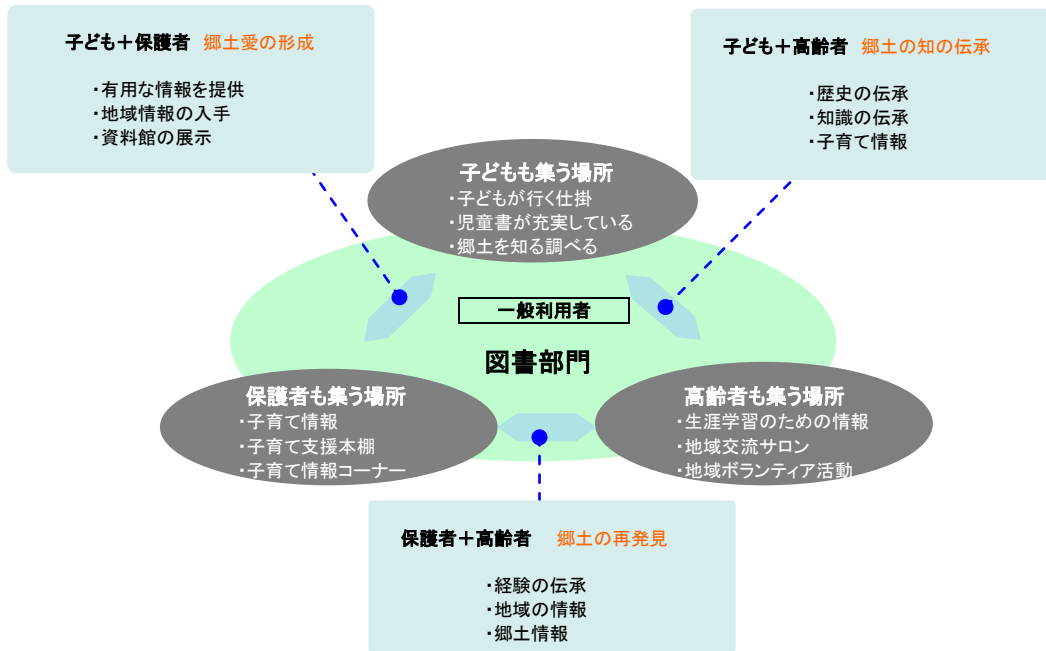 子ども＋保護者 郷土愛の形成
・有用な情報を提供
・地域情報の入手
・資料館の展示
子ども＋高齢者 郷土の知の伝承
・歴史の伝承
・知識の伝承
・子育て情報
子どもも集う場所
・子どもが行く仕掛
・児童書が充実している
・郷土を知る調べる
一般利用者
図書部門
保護者も集う場所
・子育て情報
・子育て支援本棚
・子育て情報コーナー
高齢者も集う場所
・生涯学習のための情報
・地域交流サロン
・地域ボランティア活動
保護者＋高齢者 郷土の再発見
・経験の伝承
・地域の情報
・郷土情報